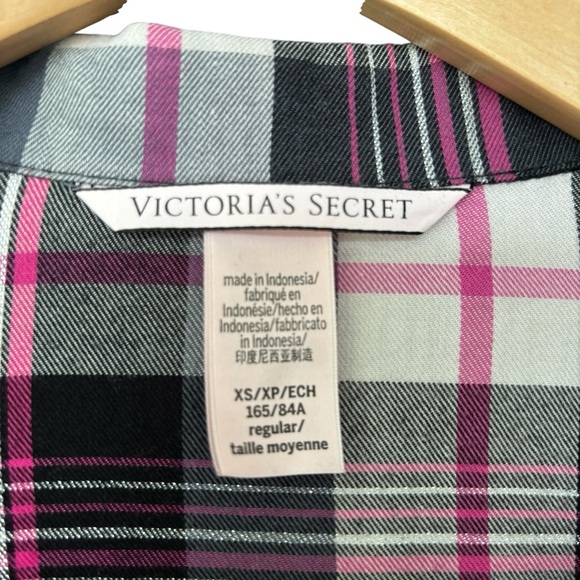 VICTORIA'S SECRET
made in Indonesia/
fabriqué en
Indonésie/hecho en
Indonesia/fabbricato
in Indonesia/
印度尼西亚制造
XS/XP/ECH
165/84A
regular/
taille moyenne